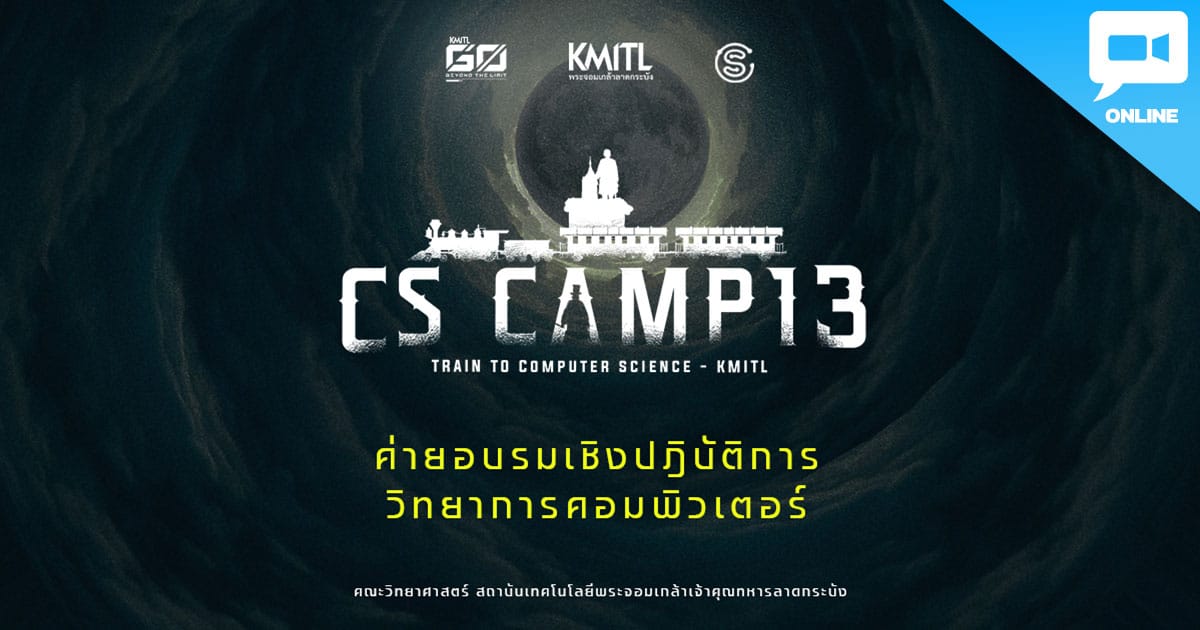 KMITL
GO
BEYOND THE LIMIT
KMITL
พระจอมเกล้าลาดกระบัง
S
ONLINE
CS CAMP13
TRAIN TO COMPUTER SCIENCE - KMITL
ค่ายอบรมเชิงปฏิบัติการ
วิทยาการคอมพิวเตอร์
คณะวิทยาศาสตร์ สถาบันเทคโนโลยีพระจอมเกล้าเจ้าคุณทหารลาดกระบัง